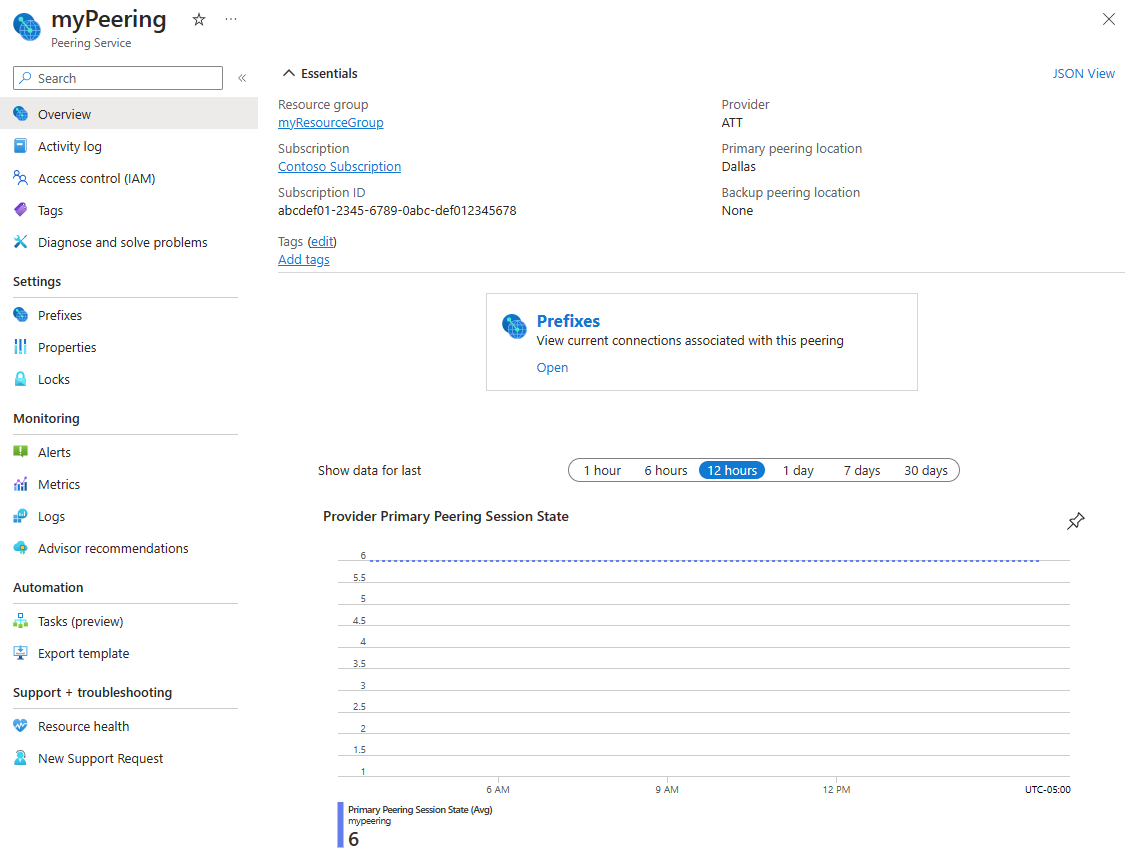 myPeering
Peering Service
Search
Overview
Activity log
Access control (IAM)
Tags
Diagnose and solve problems
Settings
Prefixes
Properties
Locks
Monitoring
Alerts
Metrics
Logs
Advisor recommendations
Automation
Tasks (preview)
Export template
Support + troubleshooting
Resource health
New Support Request
Essentials
JSON View
Resource group
myResourceGroup
Subscription
Contoso Subscription
Subscription ID
abcdef01-2345-6789-0abc-def012345678
Tags (edit)
Add tags
Provider
ATT
Primary peering location
Dallas
Backup peering location
None
Prefixes
View current connections associated with this peering
Open
Show data for last
1 hour 6 hours 12 hours 1 day 7 days 30 days
Provider Primary Peering Session State
6
5.5
5
4.5
4
3.5
3
2.5
2
1.5
1
6 AM 9 AM 12 PM UTC-05:00
Primary Peering Session State (Avg)
mypeering
6